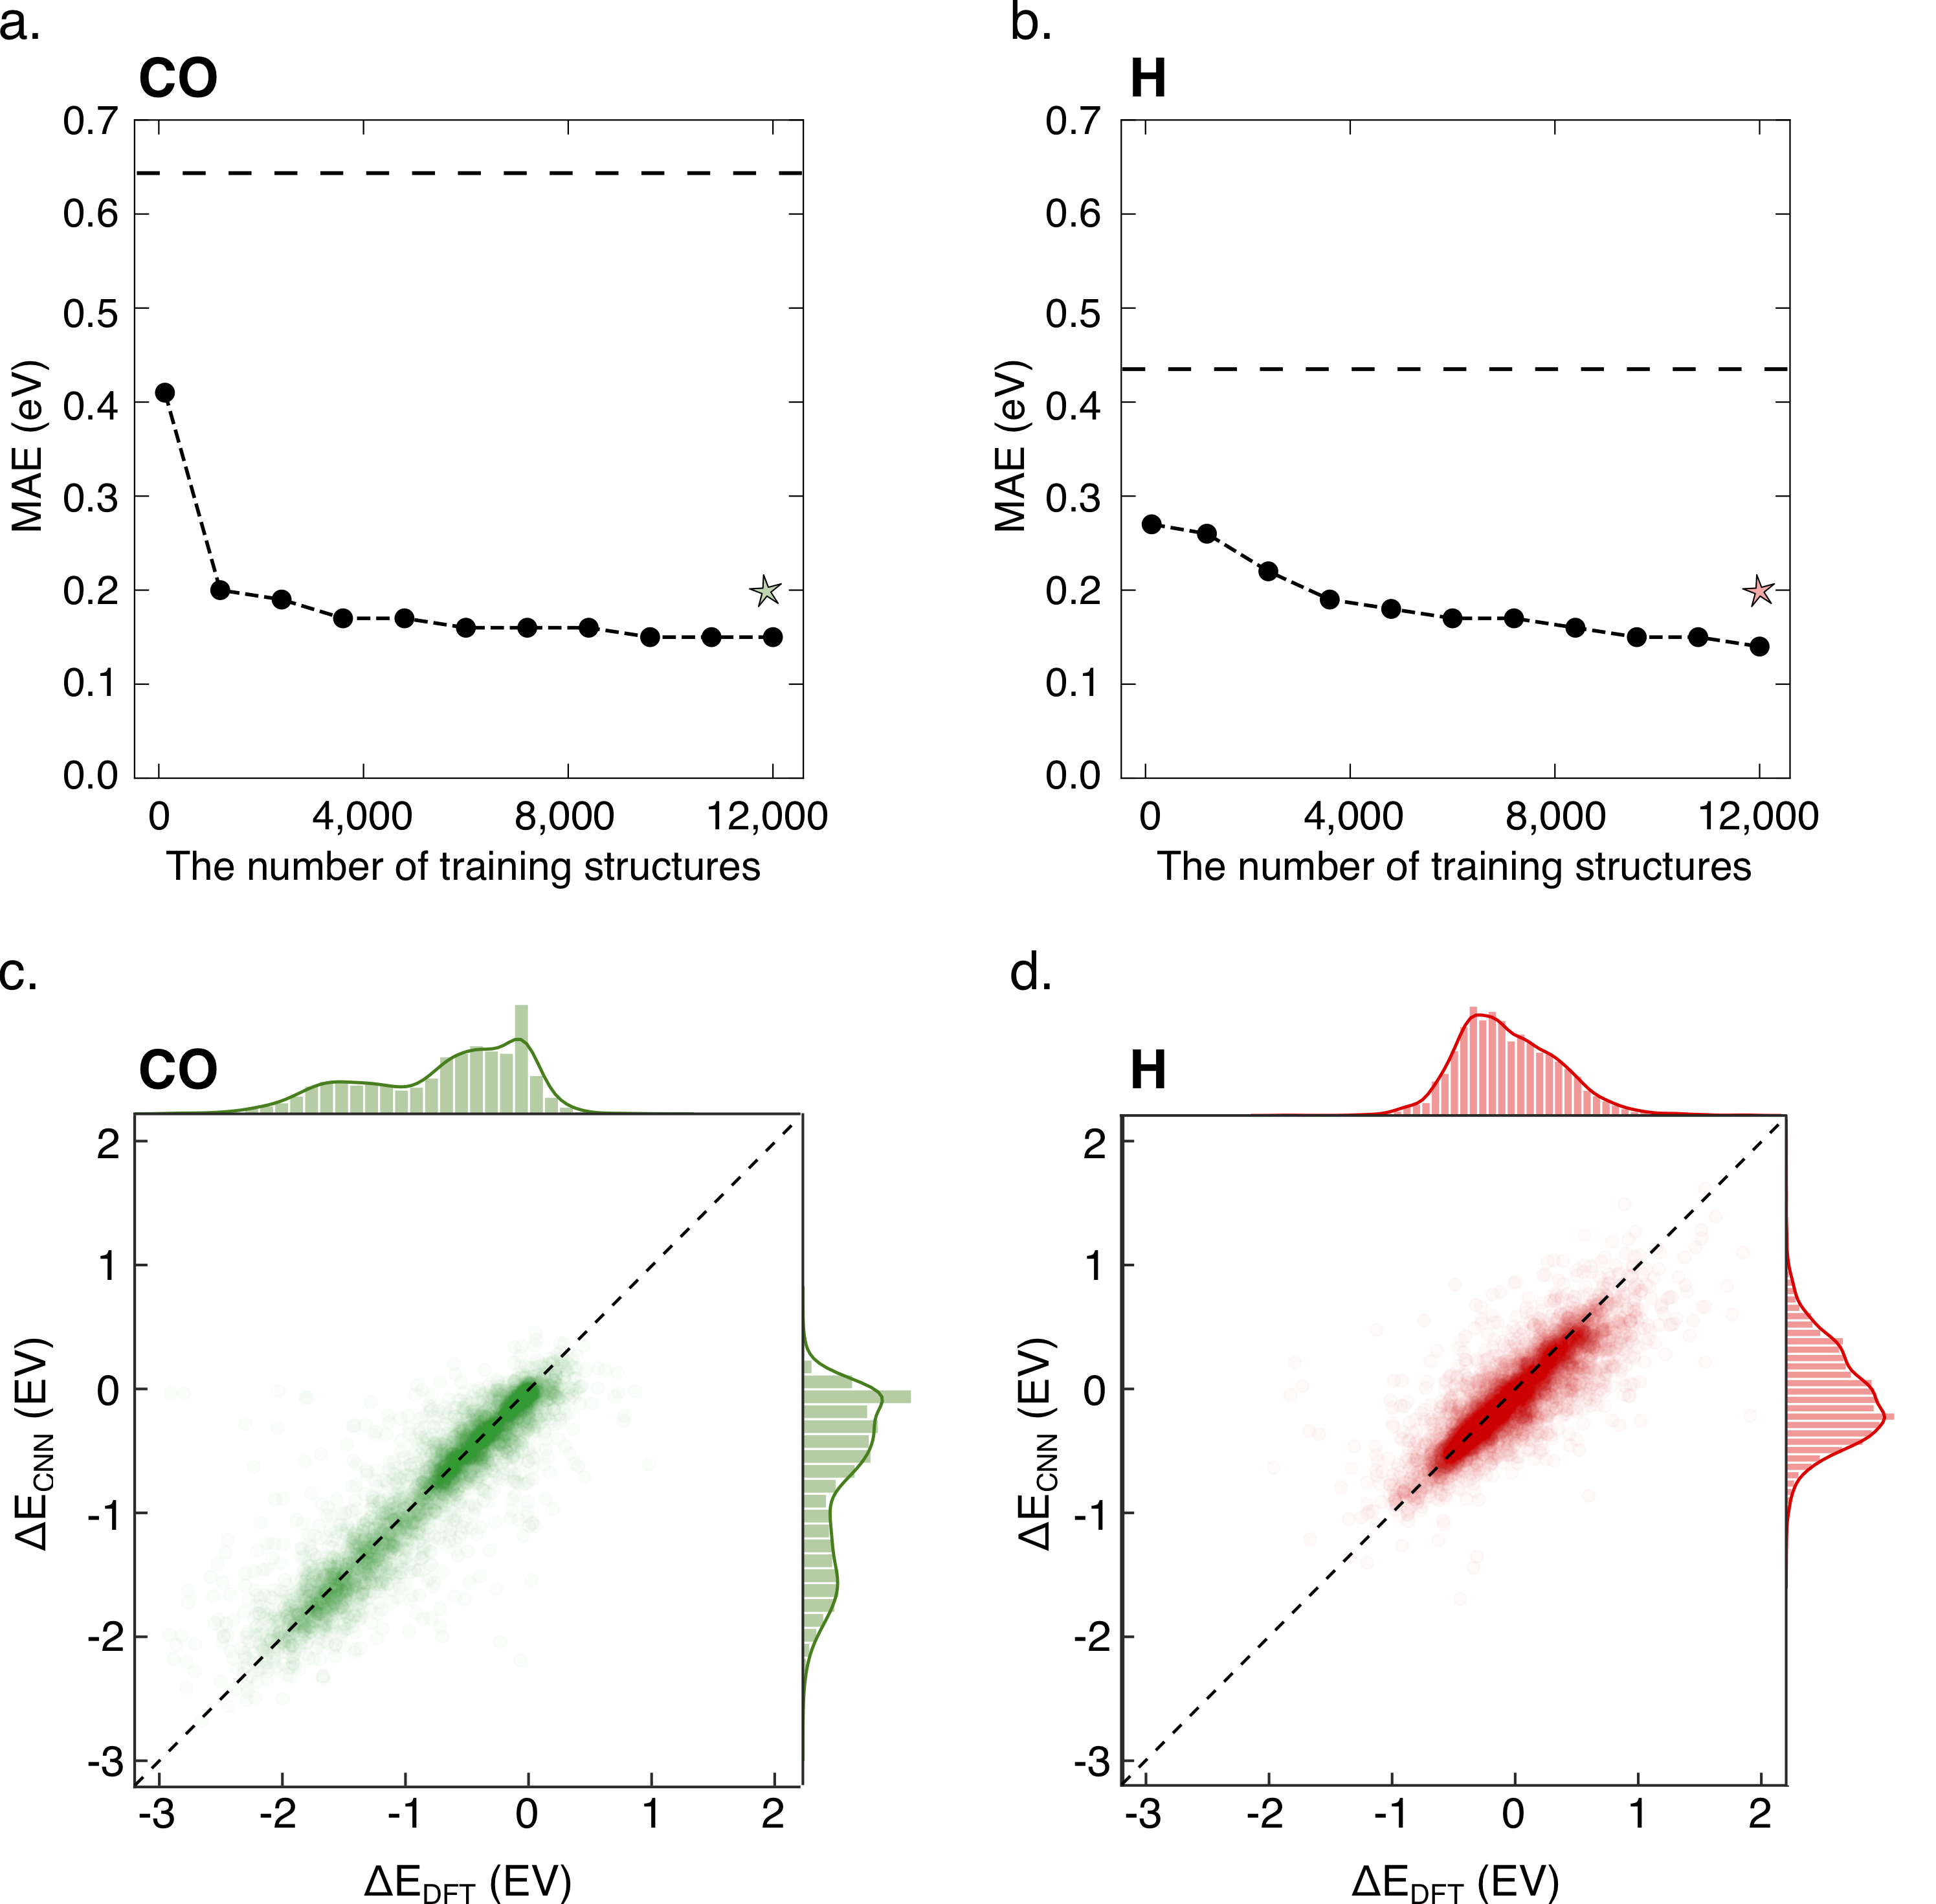 a.
CO
0.7
0.6
0.5
0.4
0.3
0.2
0.1
0.0
MAE (eV)
0 4,000 8,000 12,000
The number of training structures
b.
H
0.7
0.6
0.5
0.4
0.3
0.2
0.1
0.0
MAE (eV)
0 4,000 8,000 12,000
The number of training structures
c.
CO
2
1
0
-1
-2
-3
ΔECNN (EV)
-3 -2 -1 0 1 2
ΔEDFT (EV)
d.
H
2
1
0
-1
-2
-3
ΔECNN (EV)
-3 -2 -1 0 1 2
ΔEDFT (EV)